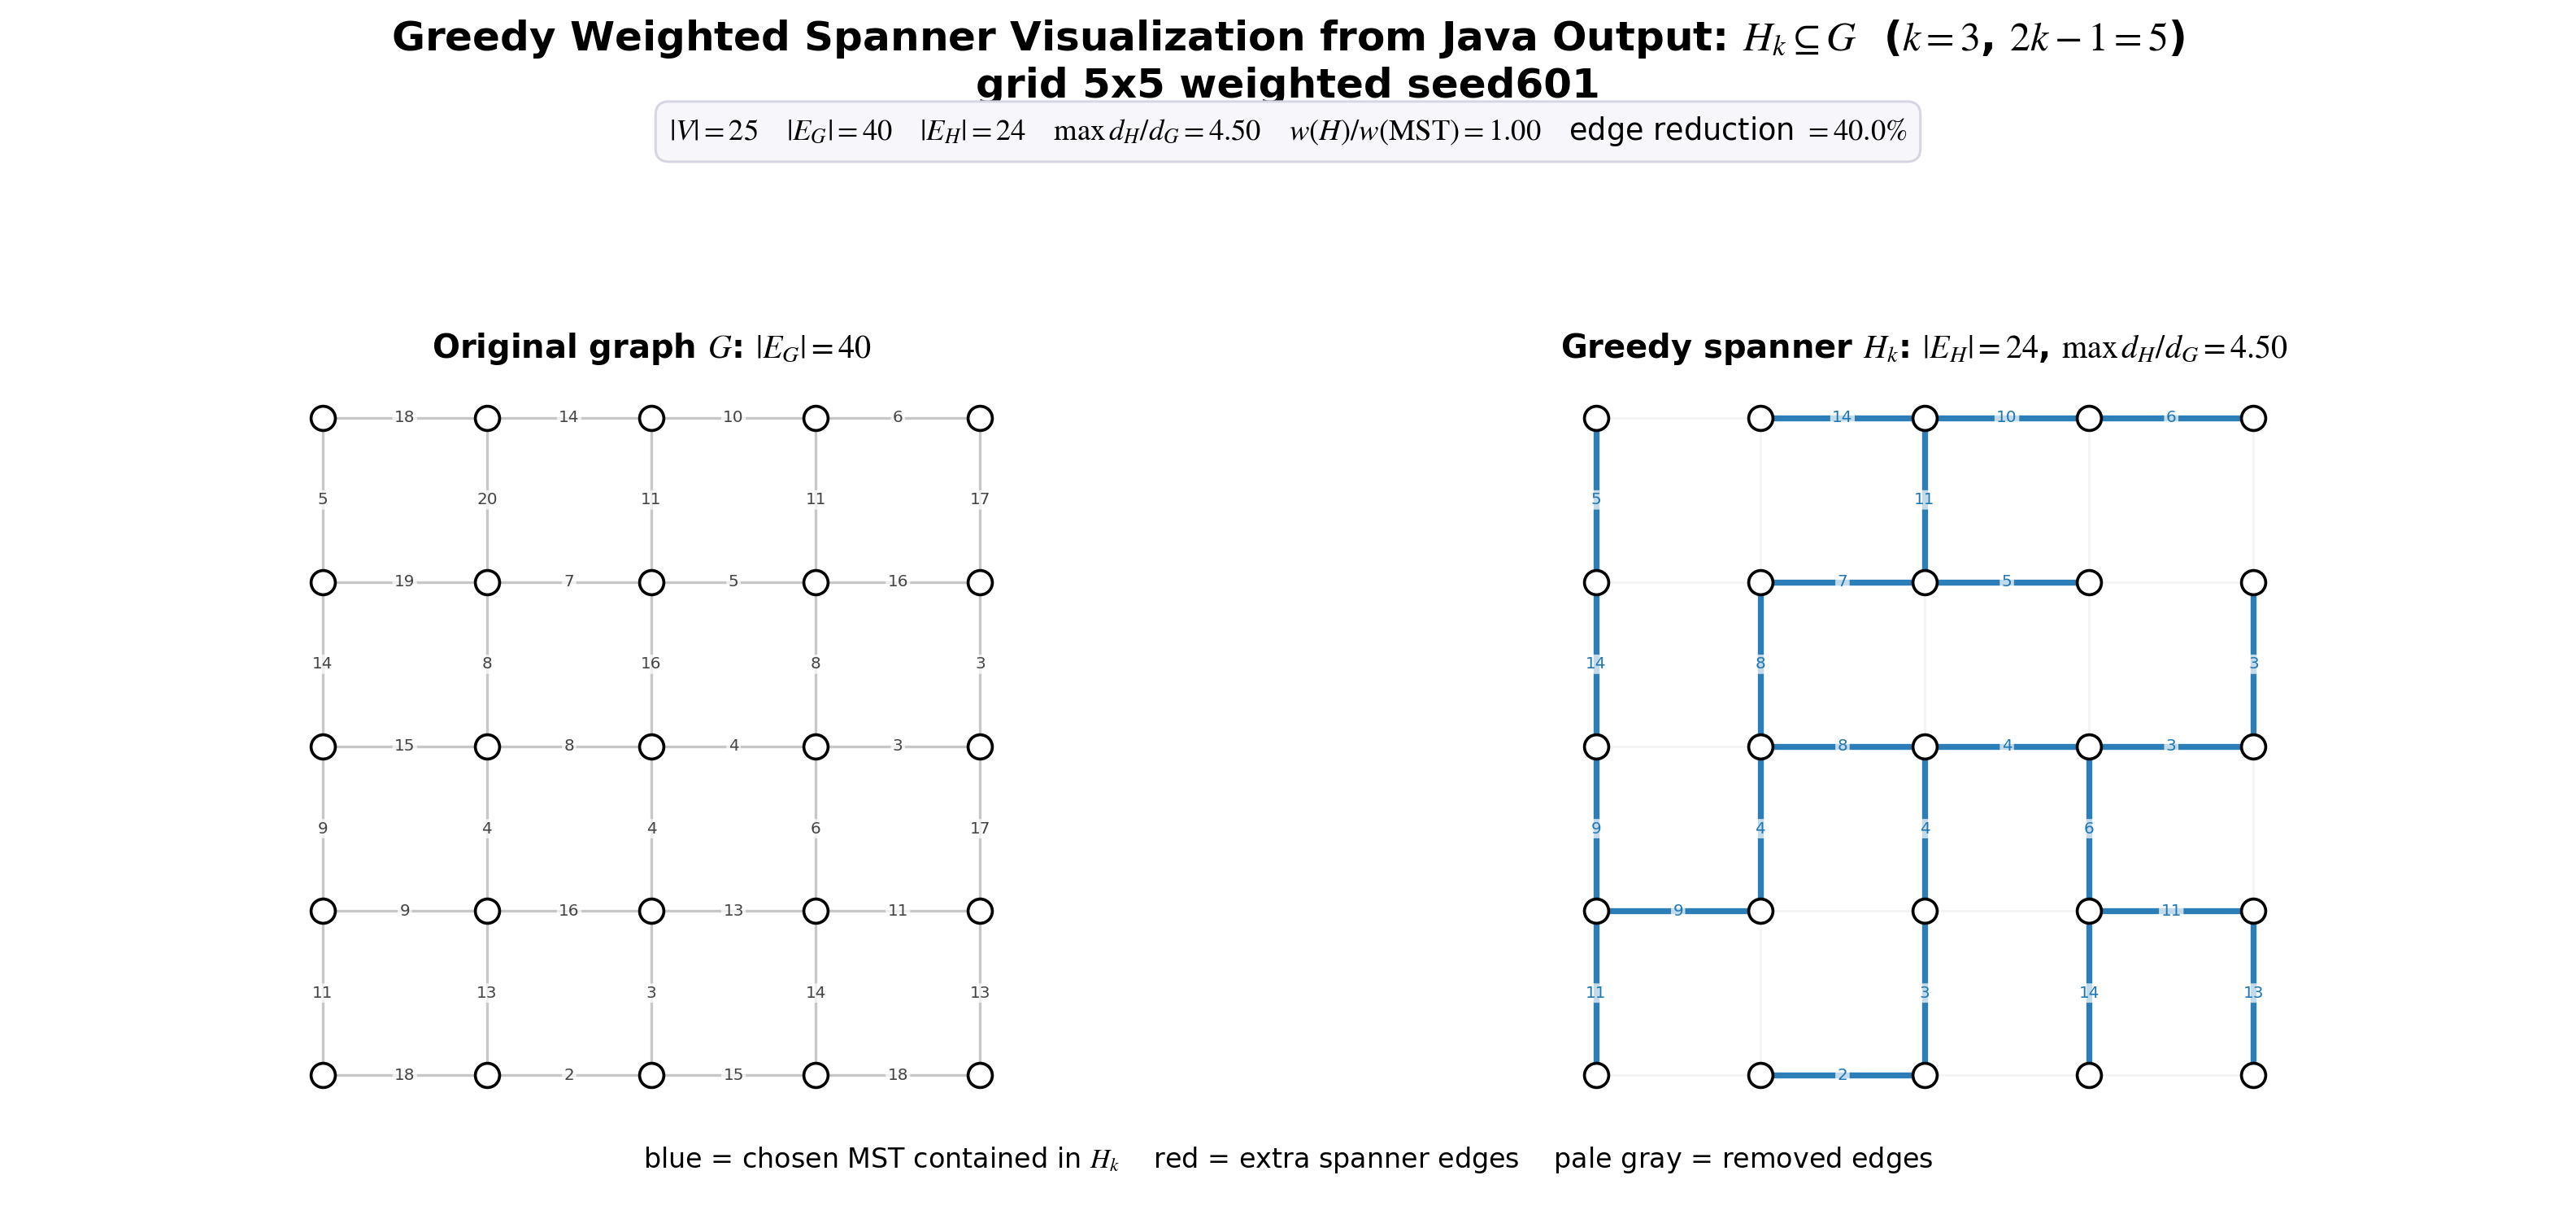 Greedy Weighted Spanner Visualization from Java Output: $H_k \subseteq G$ ($k = 3$, $2k - 1 = 5$)
grid 5x5 weighted seed601
$|V| = 25$ $|E_G| = 40$ $|E_H| = 24$ $\max d_H/d_G = 4.50$ $w(H)/w(\mathrm{MST}) = 1.00$ edge reduction $= 40.0\%$
Original graph $G$: $|E_G| = 40$
18 14 10 6
5 20 11 11 17
19 7 5 16
14 8 16 8 3
15 8 4 3
9 4 4 6 17
9 16 13 11
11 13 3 14 13
18 2 15 18
Greedy spanner $H_k$: $|E_H| = 24$, $\max d_H/d_G = 4.50$
14 10 6
5 11
7 5
14 8 3
8 4 3
9 4 4 6
9 11
11 3 14 13
2
blue = chosen MST contained in $H_k$ red = extra spanner edges pale gray = removed edges